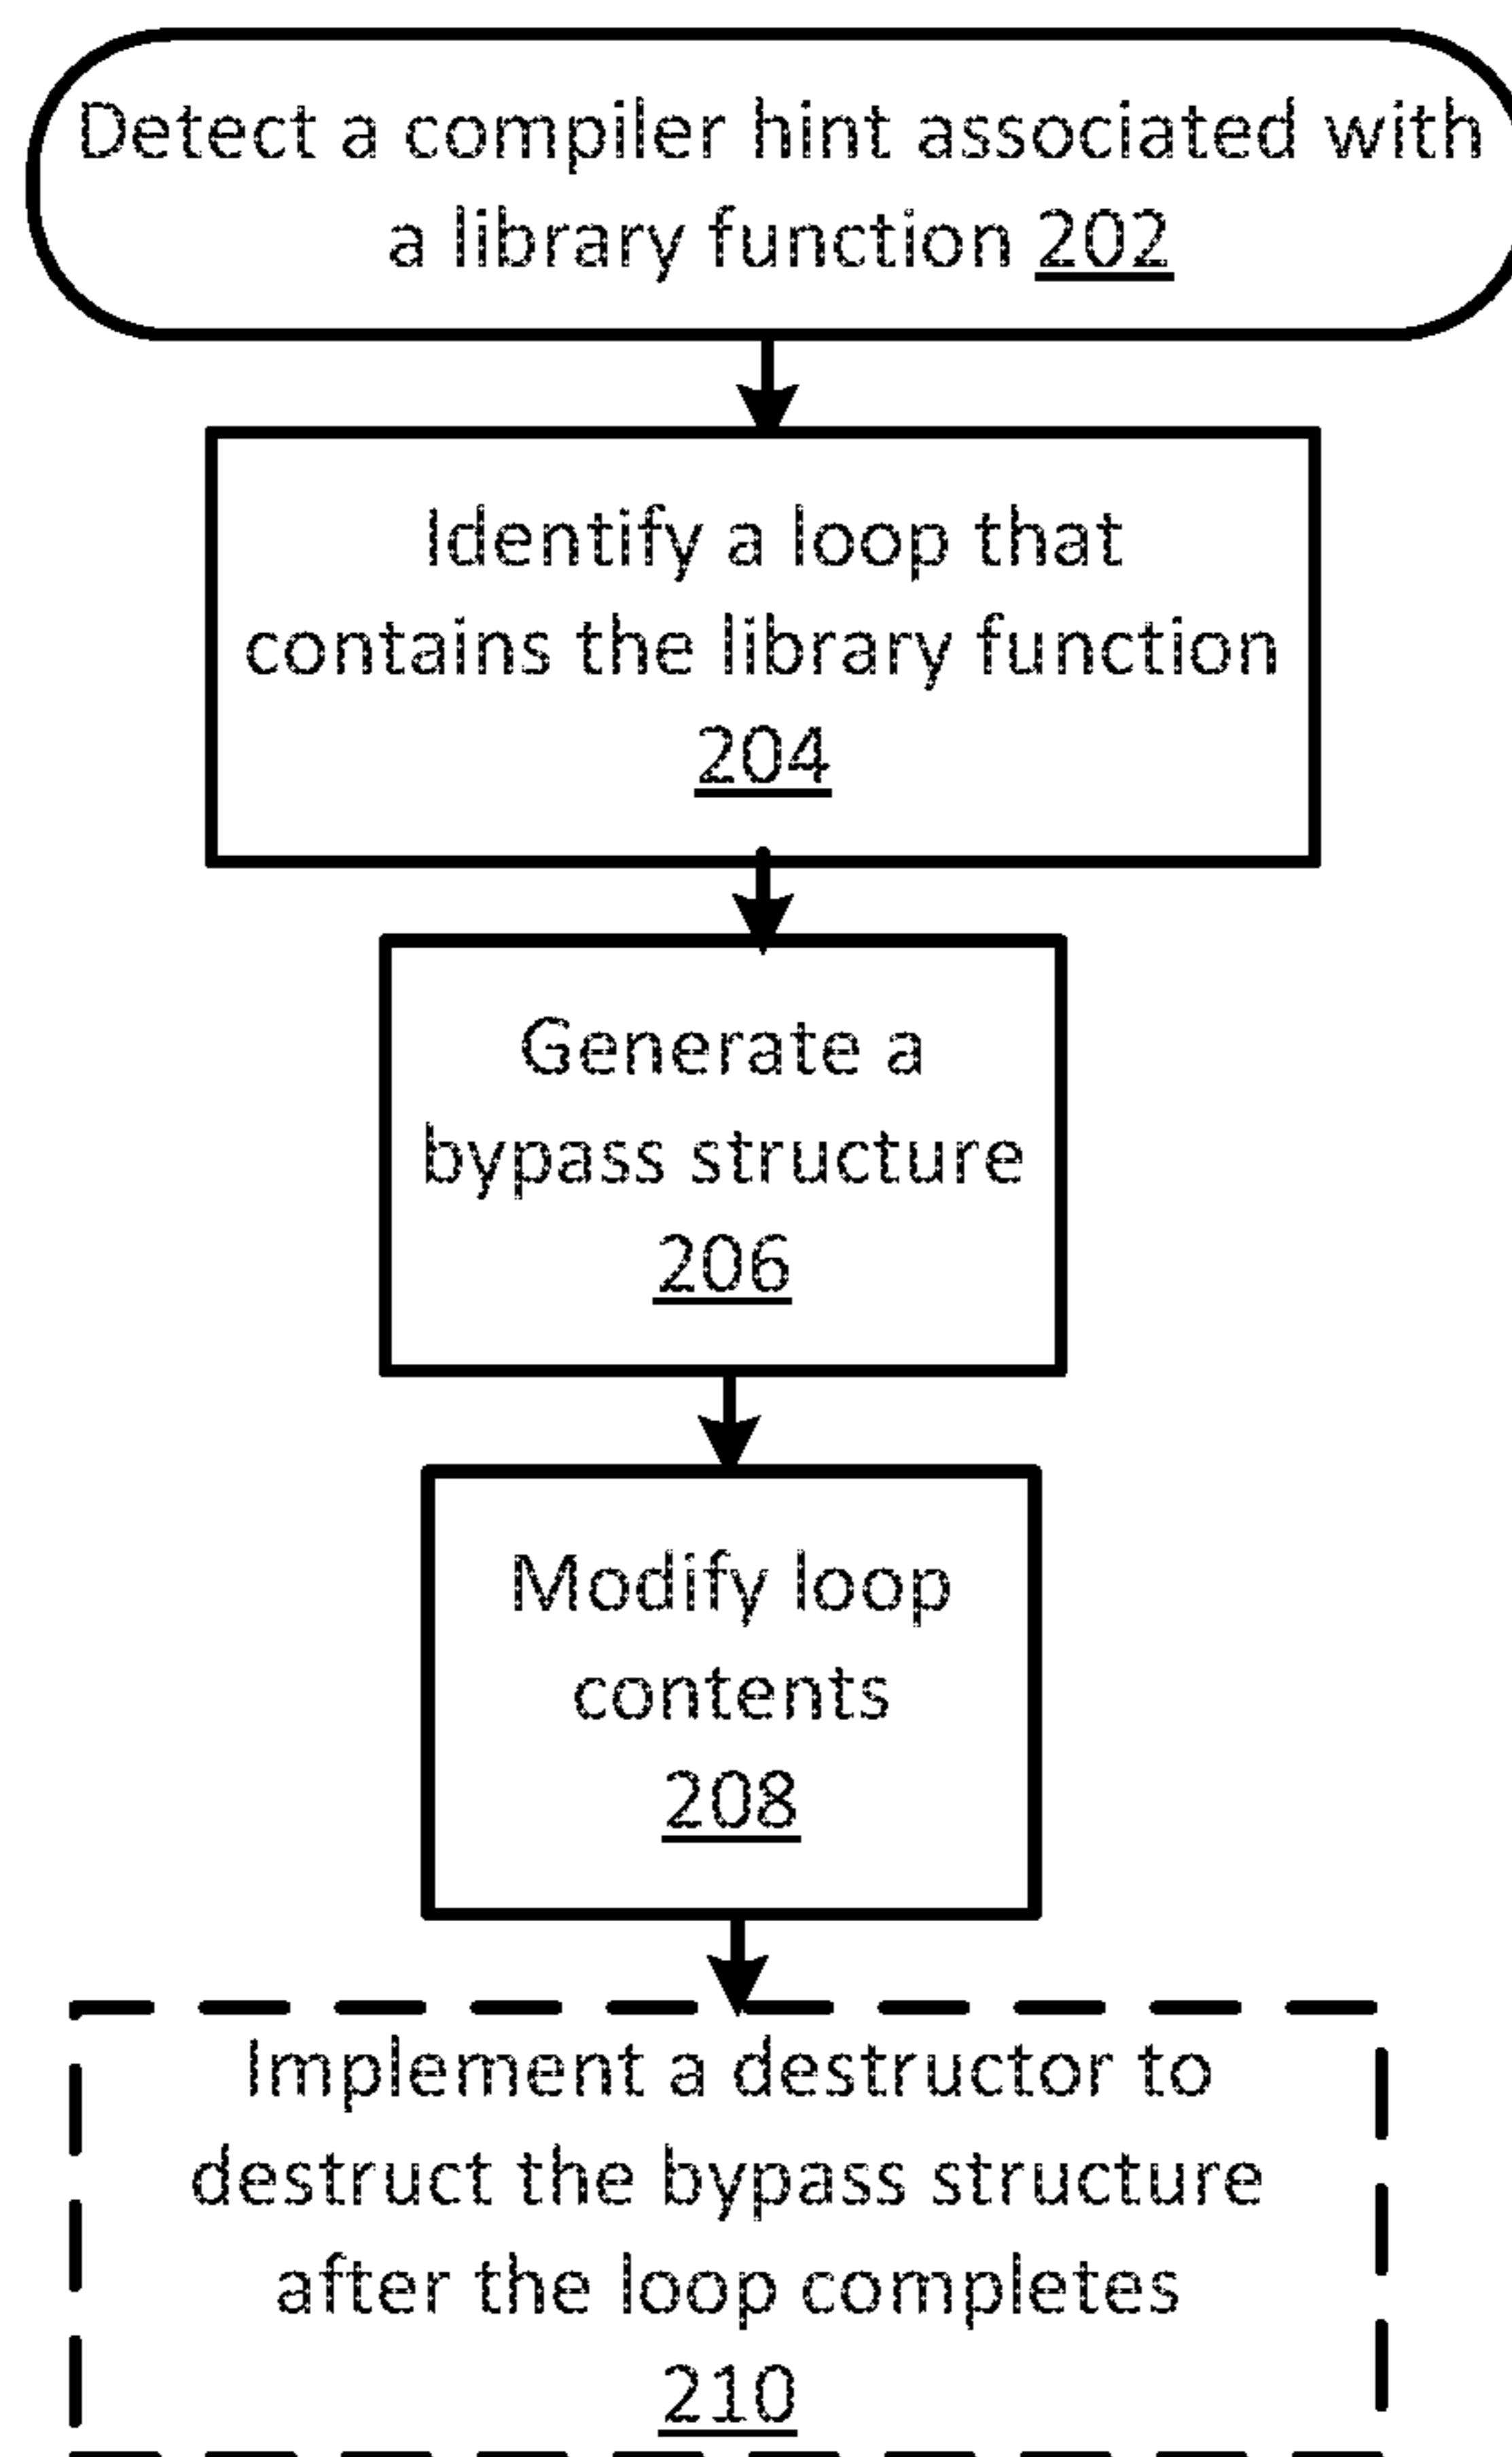 Detect a compiler hint associated with
a library function 202
Identify a loop that
contains the library function
204
Generate a
bypass structure
206
Modify loop
contents
208
Implement a destructor to
destruct the bypass structure
after the loop completes
210